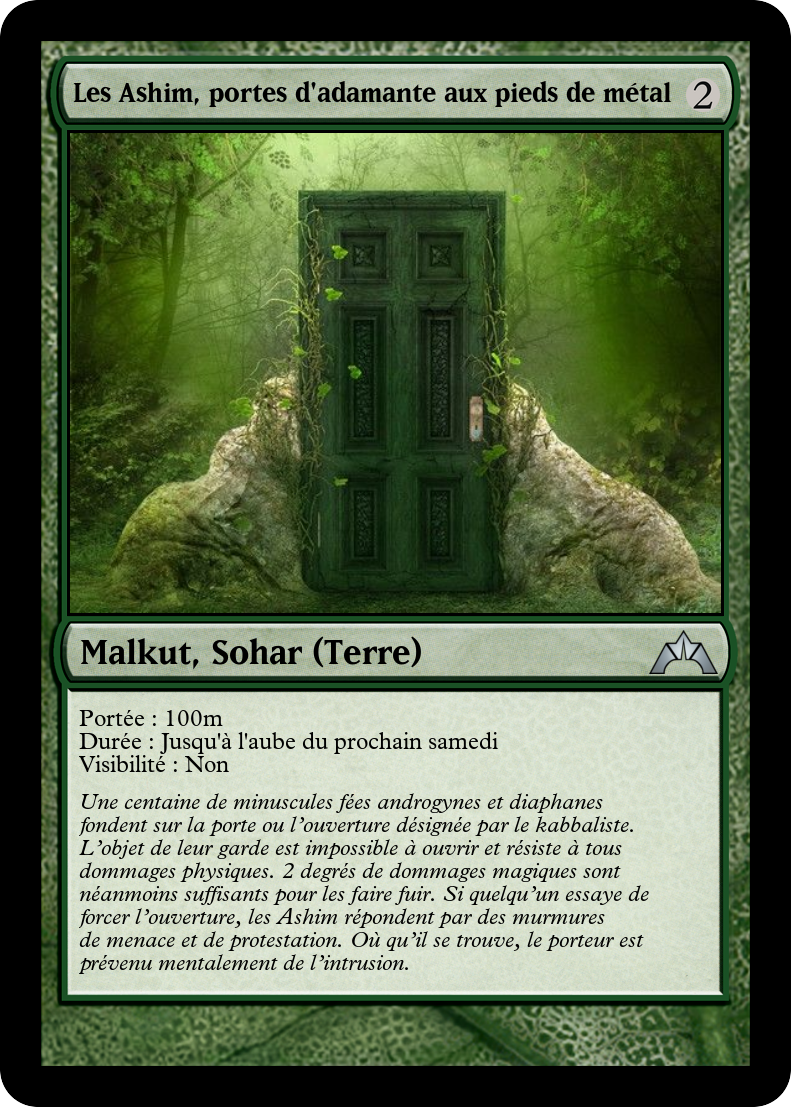 Les Ashim, portes d'adamante aux pieds de métal 2
Malkut, Sohar (Terre)
Portée : 100m
Durée : Jusqu'à l'aube du prochain samedi
Visibilité : Non
Une centaine de minuscules fées androgynes et diaphanes
fondent sur la porte ou l'ouverture désignée par le kabbaliste.
L'objet de leur garde est impossible à ouvrir et résiste à tous
dommages physiques. 2 degrés de dommages magiques sont
néanmoins suffisants pour les faire fuir. Si quelqu'un essaye de
forcer l'ouverture, les Ashim répondent par des murmures
de menace et de protestation. Où qu'il se trouve, le porteur est
prévenu mentalement de l'intrusion.